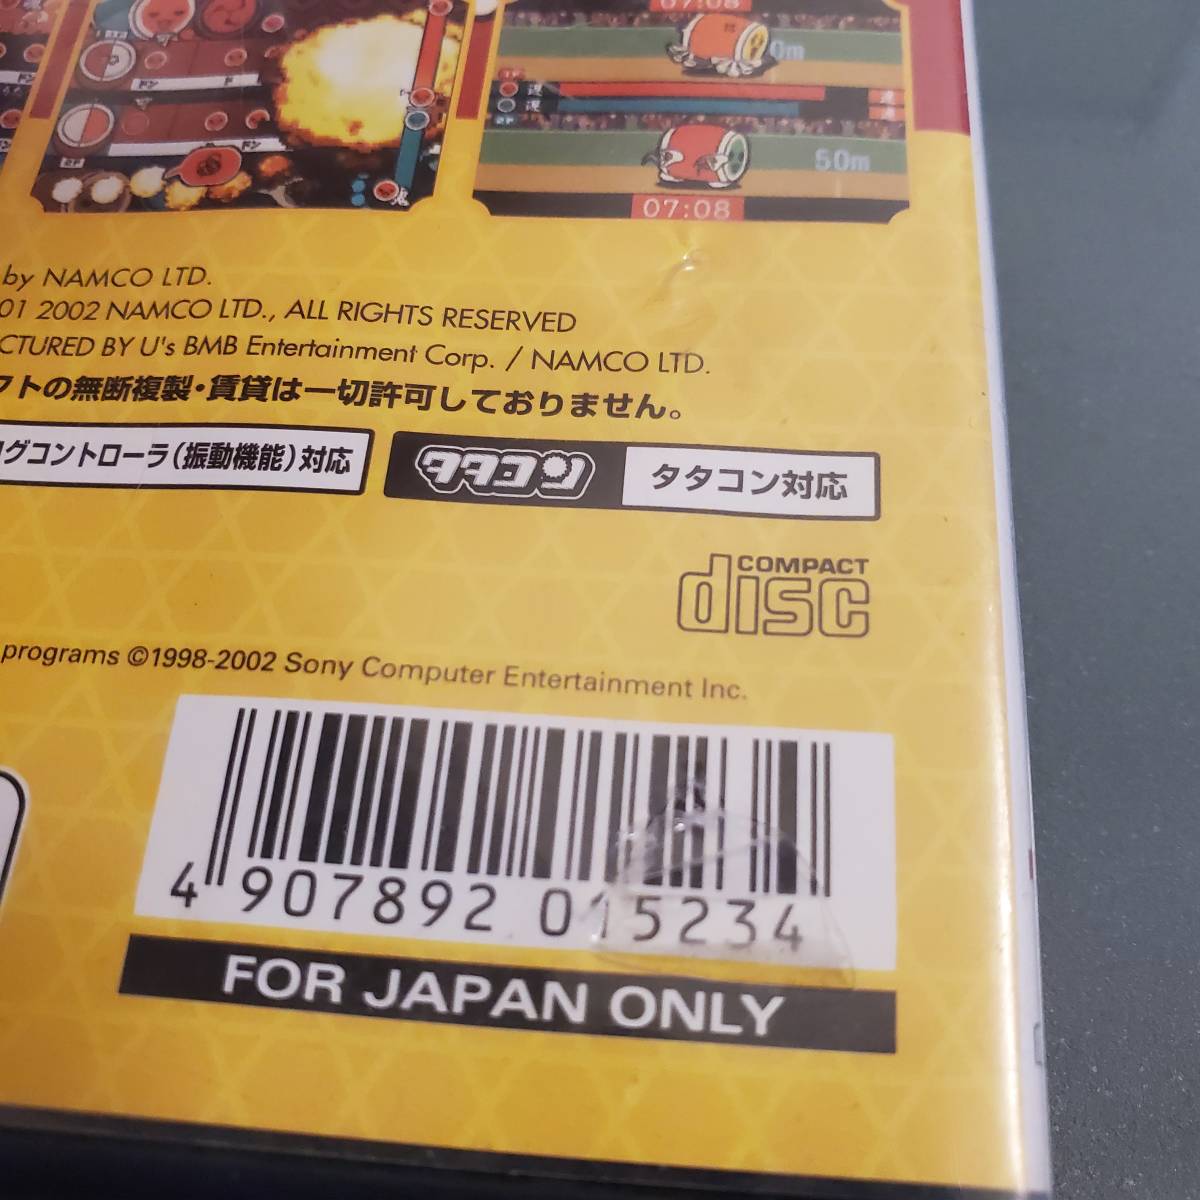 07:08
0m
50m
07:08
by NAMCO LTD.
01 2002 NAMCO LTD., ALL RIGHTS RESERVED
CTURED BY U's BMB Entertainment Corp. / NAMCO LTD.
フトの無断複製・賃貸は一切許可しておりません。
ログコントローラ(振動機能)対応
タタコン
タタコン対応
COMPACT
disc
programs ©1998-2002 Sony Computer Entertainment Inc.
4 907892 015234
FOR JAPAN ONLY